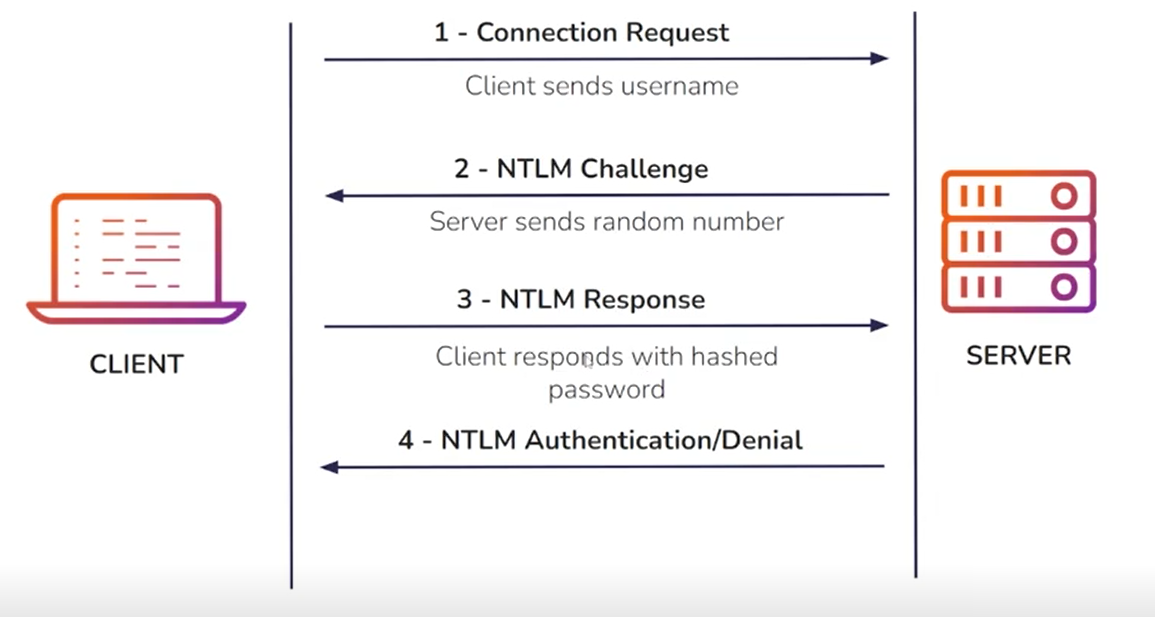 1 - Connection Request
Client sends username
2 - NTLM Challenge
Server sends random number
3 - NTLM Response
Client responds with hashed
password
4 - NTLM Authentication/Denial
CLIENT
SERVER